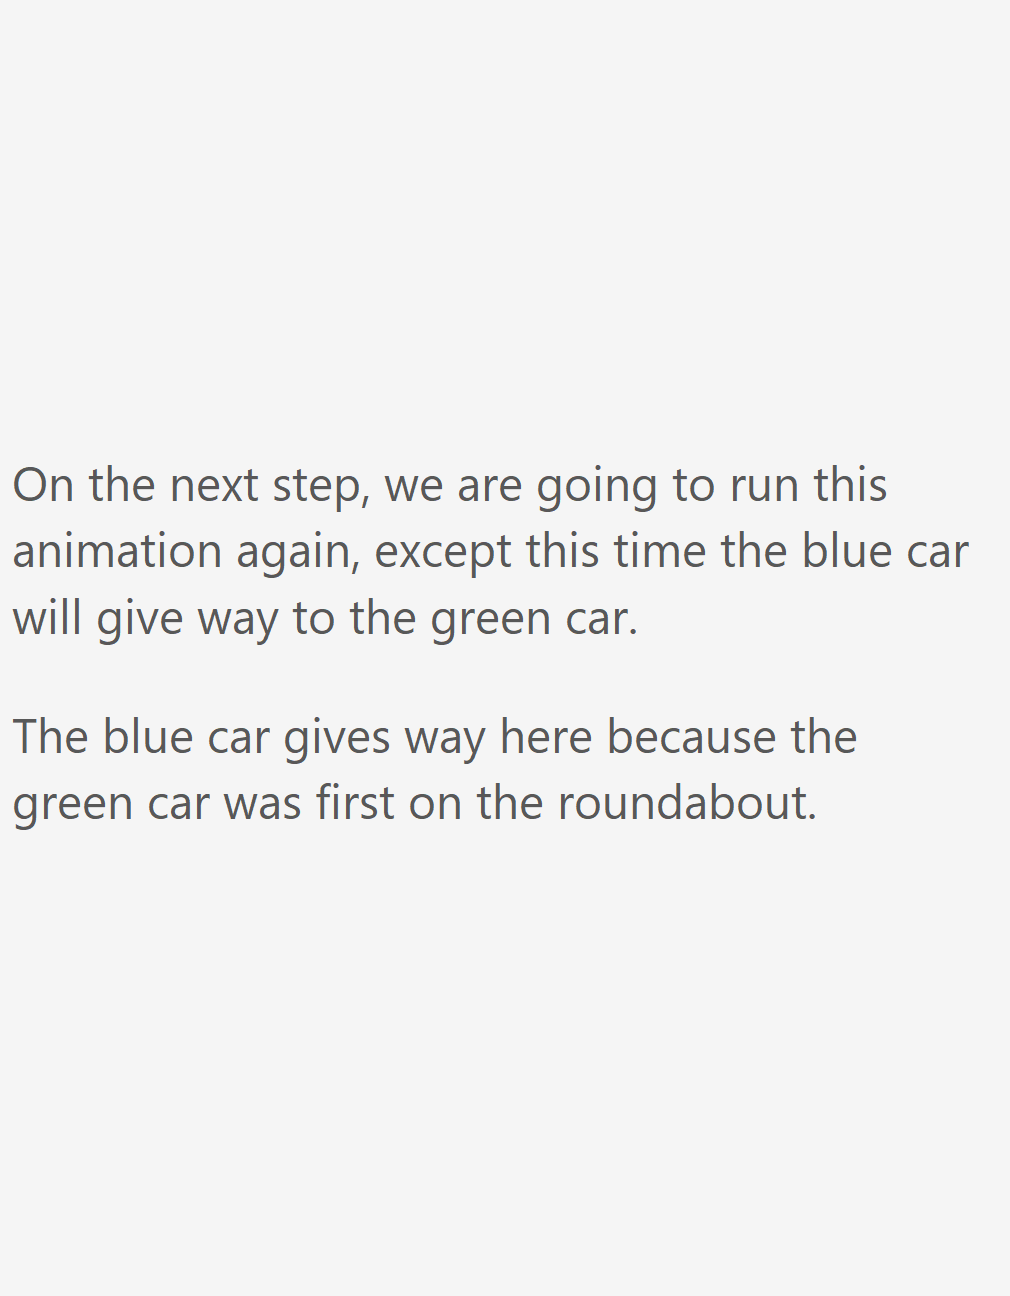 On the next step, we are going to run this
animation again, except this time the blue car
will give way to the green car.
The blue car gives way here because the
green car was first on the roundabout.